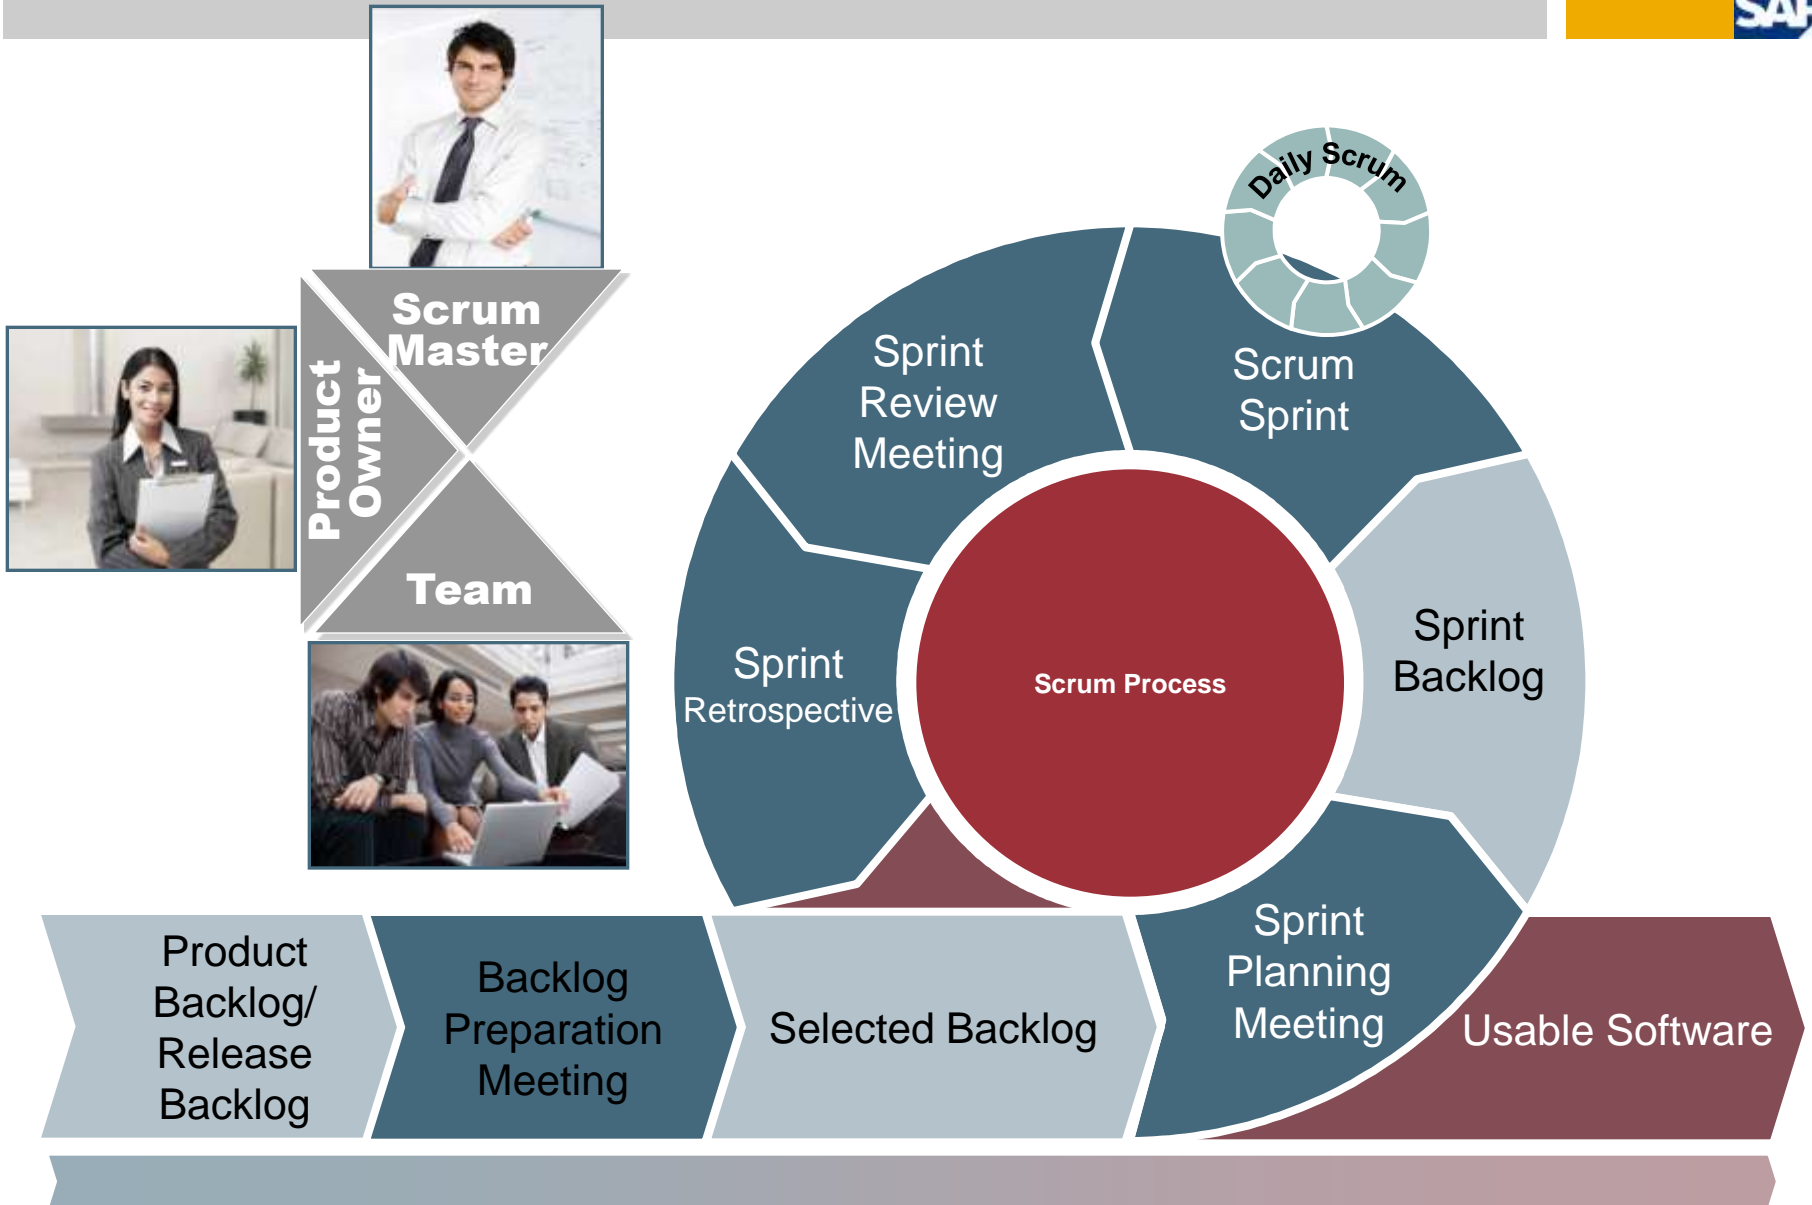 SAP
Daily Scrum
Scrum
Master
Product
Owner
Team
Sprint
Review
Meeting
Scrum
Sprint
Sprint
Backlog
Sprint
Retrospective
Scrum Process
Sprint
Planning
Meeting
Product
Backlog/
Release
Backlog
Backlog
Preparation
Meeting
Selected Backlog
Usable Software